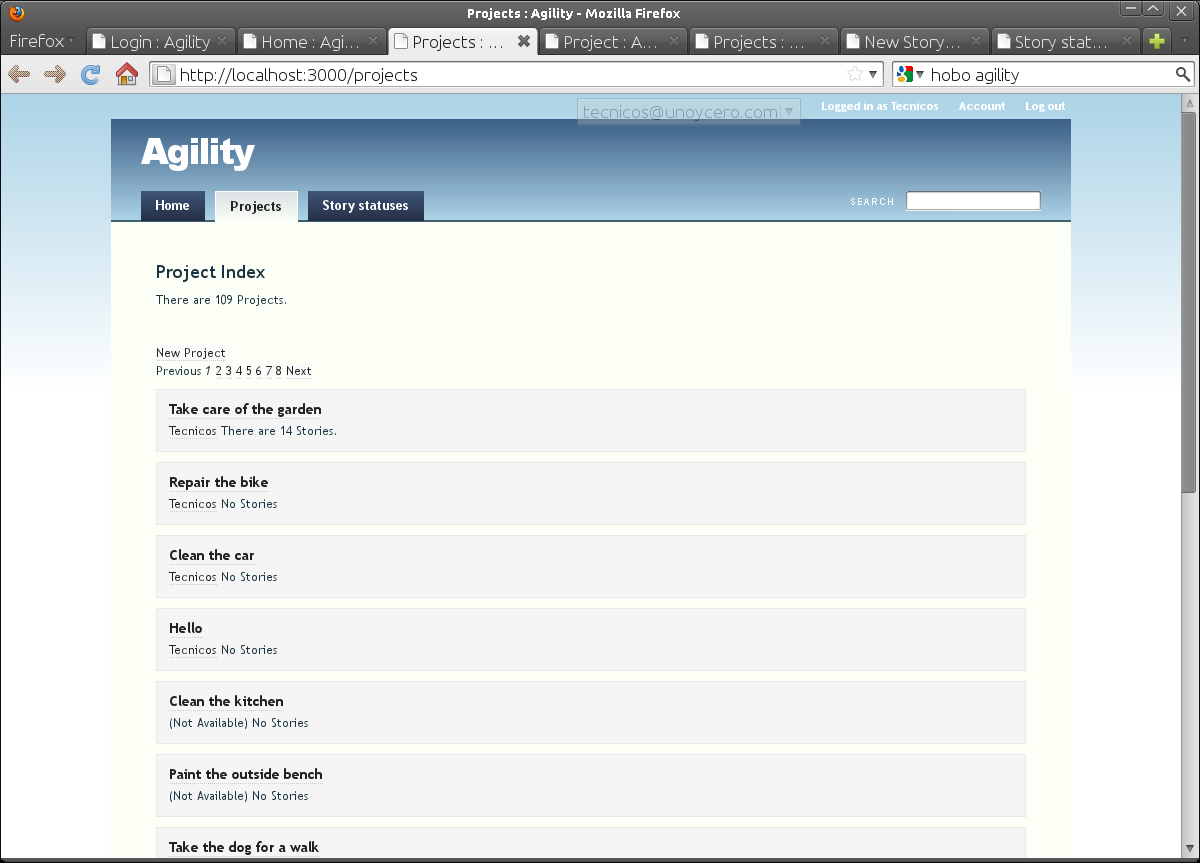 Projects : Agility - Mozilla Firefox
Firefox Login : Agility Home : Agi... Projects : ... Project : A... Projects : ... New Story... Story stat...
http://localhost:3000/projects hobo agility
tecnicos@unoycero.com Logged in as Tecnicos Account Log out
Agility
Home Projects Story statuses SEARCH
Project Index
There are 109 Projects.
New Project
Previous 1 2 3 4 5 6 7 8 Next
Take care of the garden
Tecnicos There are 14 Stories.
Repair the bike
Tecnicos No Stories
Clean the car
Tecnicos No Stories
Hello
Tecnicos No Stories
Clean the kitchen
(Not Available) No Stories
Paint the outside bench
(Not Available) No Stories
Take the dog for a walk